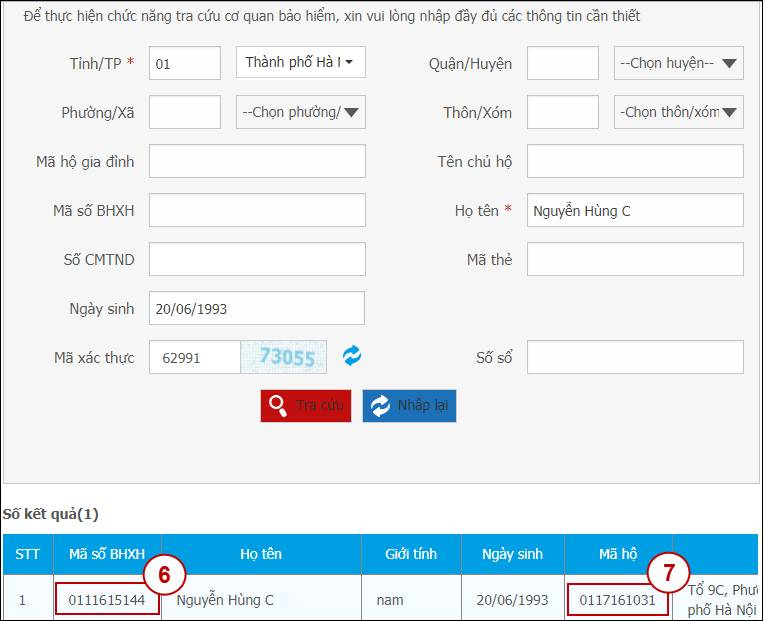 Để thực hiện chức năng tra cứu cơ quan bảo hiểm, xin vui lòng nhập đầy đủ các thông tin cần thiết
Tỉnh/TP * 01 Thành phố Hà Quận/Huyện --Chọn huyện--
Phường/Xã --Chọn phường/ Thôn/Xóm -Chọn thôn/xóm
Mã hộ gia đình Tên chủ hộ
Mã số BHXH Họ tên * Nguyễn Hùng C
Số CMTND Mã thẻ
Ngày sinh 20/06/1993
Mã xác thực 62991 73055 Số sổ
Tra cứu Nhập lại
Số kết quả(1)
STT Mã số BHXH Họ tên Giới tính Ngày sinh Mã hộ
6 7
1 0111615144 Nguyễn Hùng C nam 20/06/1993 0117161031 Tổ 9C,
phố Hà Nội